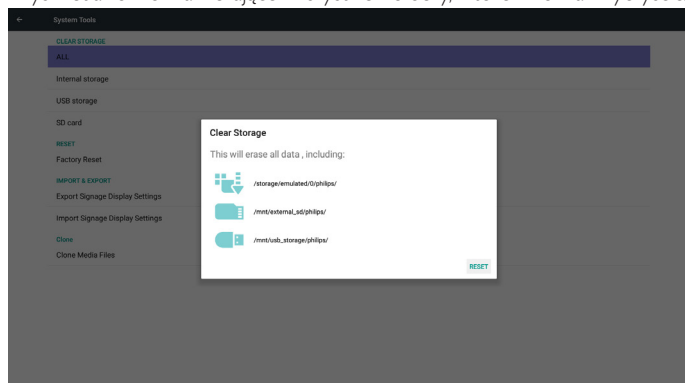 System Tools
CLEAR STORAGE
ALL
Internal storage
USB storage
SD card
RESET
Factory Reset
IMPORT & EXPORT
Export Signage Display Settings
Import Signage Display Settings
Clone
Clone Media Files
Clear Storage
This will erase all data , including:
/storage/emulated/0/philips/
/mnt/external_sd/philips/
/mnt/usb_storage/philips/
RESET